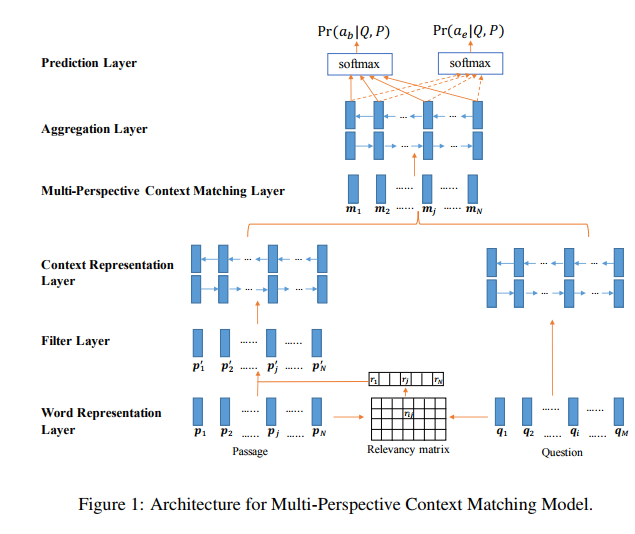 Pr(a_b|Q, P) Pr(a_e|Q, P)
Prediction Layer softmax softmax
Aggregation Layer ... ... ... ...
Multi-Perspective Context Matching Layer ...... ......
m_1 m_2 ...... m_j ...... m_N
Context Representation Layer ... ... ... ... ... ... ... ...
Filter Layer ...... ......
p'_1 p'_2 ...... p'_j ...... p'_N
r_1 r_j r_N
Word Representation Layer ...... ...... r_ij ...... ......
p_1 p_2 ...... p_j ...... p_N q_1 q_2 ...... q_i ...... q_M
Passage Relevancy matrix Question
Figure 1: Architecture for Multi-Perspective Context Matching Model.